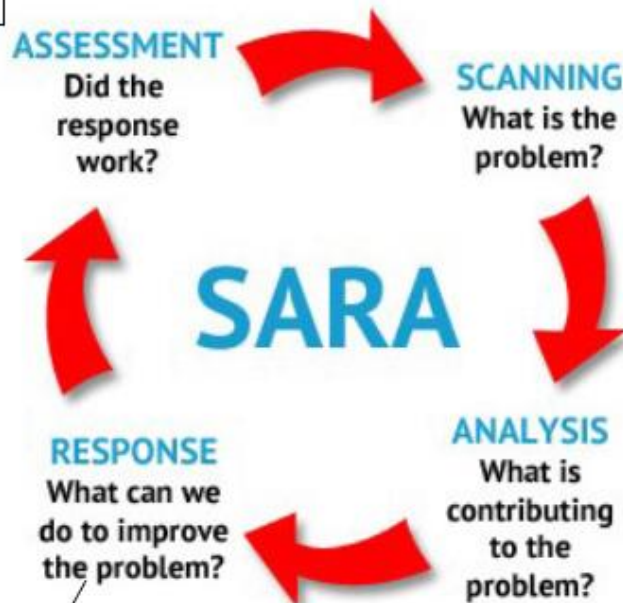 ASSESSMENT
Did the
response
work?
SCANNING
What is the
problem?
SARA
RESPONSE
What can we
do to improve
the problem?
ANALYSIS
What is
contributing
to the
problem?